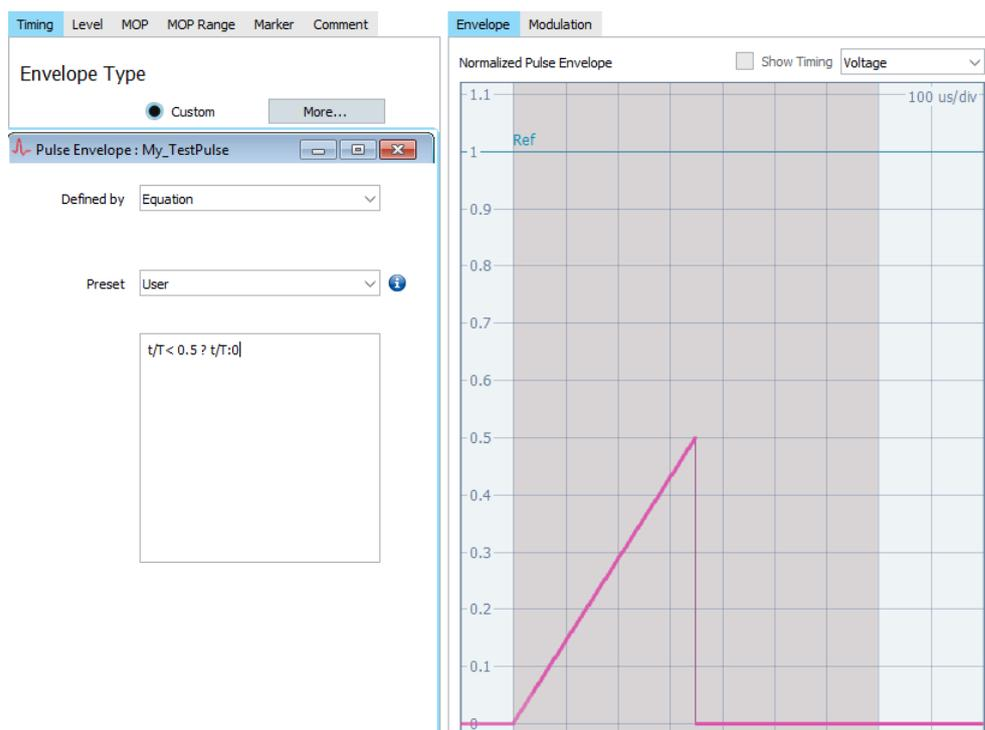 Timing Level MOP MOP Range Marker Comment
Envelope Type
Custom More...
Pulse Envelope : My_TestPulse
Defined by Equation
Preset User
t/T< 0.5 ? t/T:0
Envelope Modulation
Normalized Pulse Envelope Show Timing Voltage
1.1 100 us/div
Ref
1
0.9
0.8
0.7
0.6
0.5
0.4
0.3
0.2
0.1
0